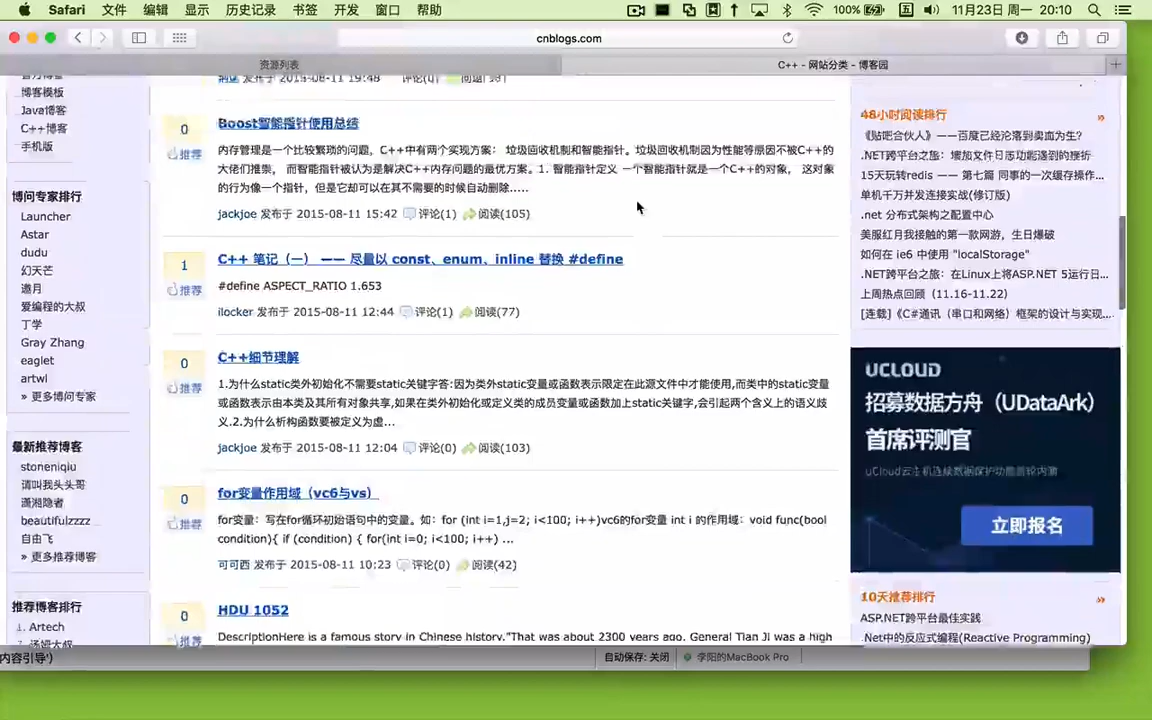 Safari 文件 编辑 显示 历史记录 书签 开发 窗口 帮助 100% 五 11月23日 周一 20:10
cnblogs.com
资源列表 C++ - 网站分类 - 博客园
博客模板
Java博客
C++博客
手机版
博问专家排行
Launcher
Astar
dudu
幻天芒
邀月
爱编程的大叔
丁学
Gray Zhang
eaglet
artwl
» 更多博问专家
最新推荐博客
stoneniqiu
请叫我头头哥
潇湘隐者
beautifulzzzz
自由飞
» 更多推荐博客
推荐博客排行
1. Artech
发布于 2015-08-11 19:48 评论(0)
0
推荐
Boost智能指针使用总结
内存管理是一个比较繁琐的问题，C++中有两个实现方案： 垃圾回收机制和智能指针。垃圾回收机制因为性能等原因不被C++的
大佬们推崇， 而智能指针被认为是解决C++内存问题的最优方案。1. 智能指针定义 一个智能指针就是一个C++的对象， 这对象
的行为像一个指针，但是它却可以在其不需要的时候自动删除.....
jackjoe 发布于 2015-08-11 15:42 评论(1) 阅读(105)
1
推荐
C++ 笔记（一） —— 尽量以 const、enum、inline 替换 #define
#define ASPECT_RATIO 1.653
ilocker 发布于 2015-08-11 12:44 评论(1) 阅读(77)
0
推荐
C++细节理解
1.为什么static类外初始化不需要static关键字答:因为类外static变量或函数表示限定在此源文件中才能使用,而类中的static变量
或函数表示由本类及其所有对象共享,如果在类外初始化或定义类的成员变量或函数加上static关键字,会引起两个含义上的语义歧
义.2.为什么析构函数要被定义为虚...
jackjoe 发布于 2015-08-11 12:04 评论(0) 阅读(103)
0
推荐
for变量作用域（vc6与vs）
for变量：写在for循环初始语句中的变量。如：for (int i=1,j=2; i<100; i++)vc6的for变量 int i 的作用域：void func(bool
condition){ if (condition) { for(int i=0; i<100; i++) ...
可可西 发布于 2015-08-11 10:23 评论(0) 阅读(42)
0
推荐
HDU 1052
DescriptionHere is a famous story in Chinese history."That was about 2300 years ago. General Tian Ji was a high
48小时阅读排行 »
《贴吧合伙人》——百度已经沦落到卖血为生?
.NET跨平台之旅：增加文件日志功能遇到的挫折
15天玩转redis —— 第七篇 同事的一次缓存操作...
单机千万并发连接实战(修订版)
.net 分布式架构之配置中心
美服红月我接触的第一款网游，生日爆破
如何在 ie6 中使用 "localStorage"
.NET跨平台之旅：在Linux上将ASP.NET 5运行日...
上周热点回顾（11.16-11.22）
[连载]《C#通讯（串口和网络）框架的设计与实现...
UCLOUD
招募数据方舟（UDataArk）
首席评测官
UCloud云主机连续数据保护功能首轮内测
立即报名
10天推荐排行 »
ASP.NET跨平台最佳实践
.Net中的反应式编程(Reactive Programming)
内容引导') 自动保存: 关闭 李阳的MacBook Pro